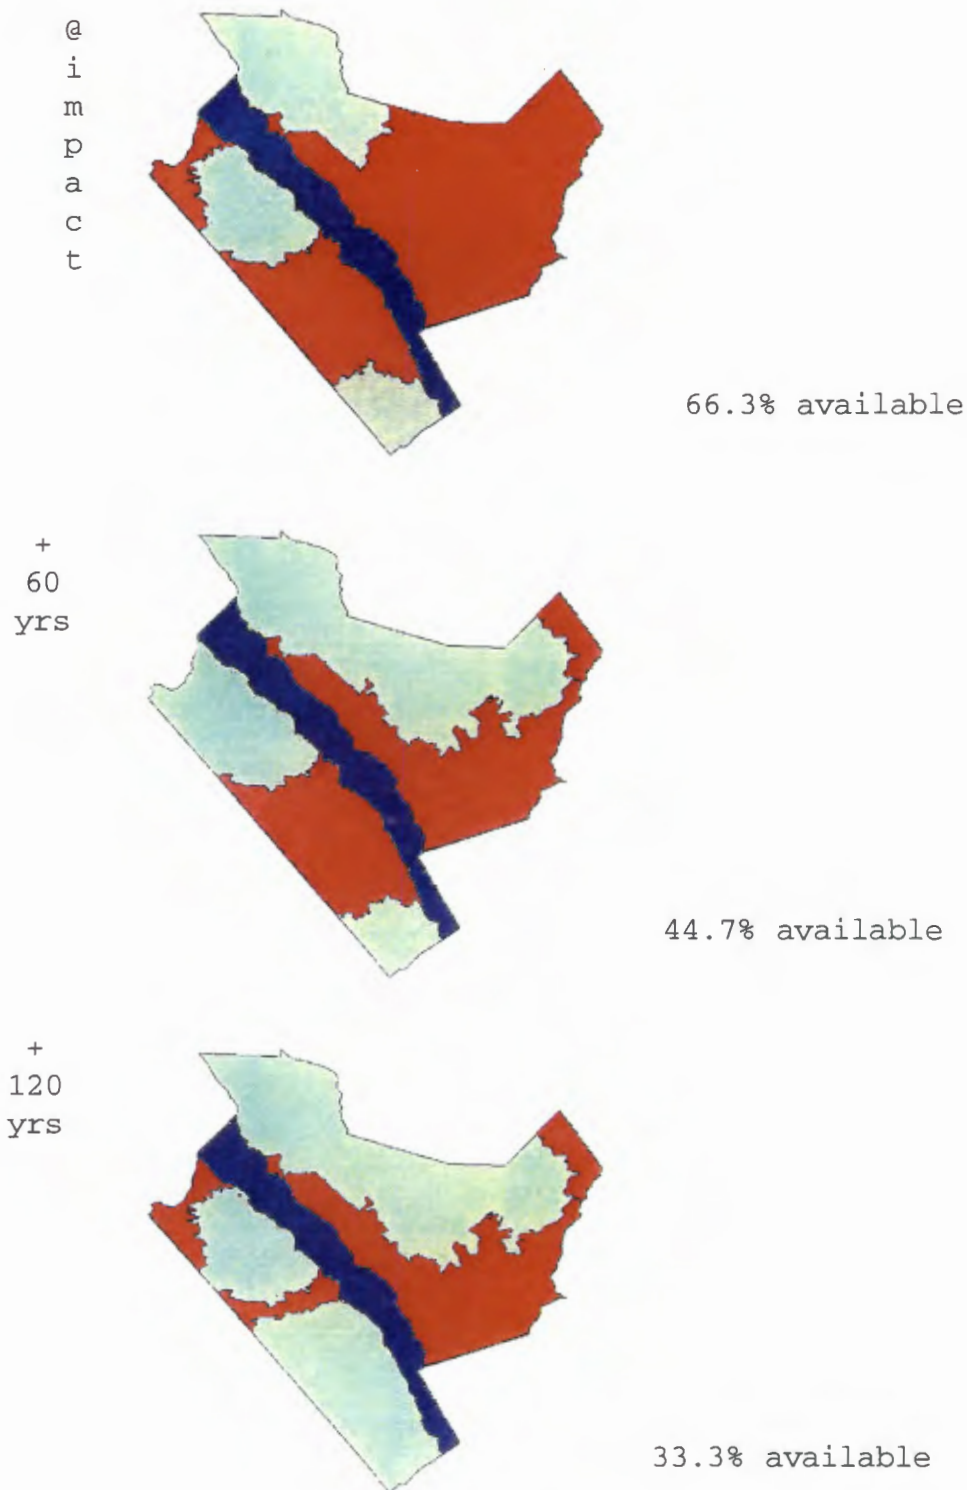 @
i
m
p
a
c
t
66.3% available
+
60
yrs
44.7% available
+
120
yrs
33.3% available